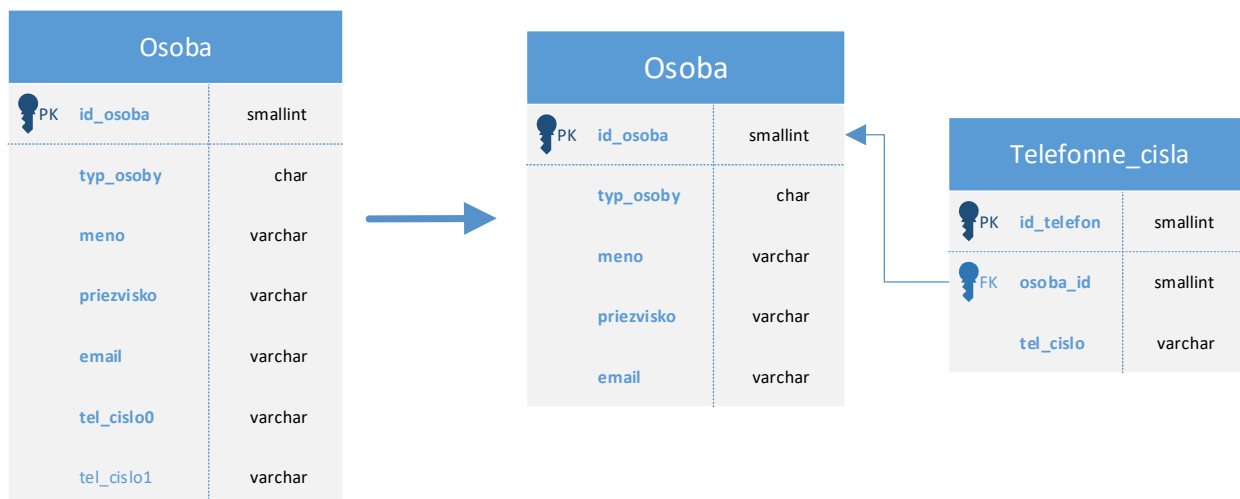 Osoba
PK id_osoba smallint
typ_osoby char
meno varchar
priezvisko varchar
email varchar
tel_cislo0 varchar
tel_cislo1 varchar
Osoba
PK id_osoba smallint
typ_osoby char
meno varchar
priezvisko varchar
email varchar
Telefonne_cisla
PK id_telefon smallint
FK osoba_id smallint
tel_cislo varchar